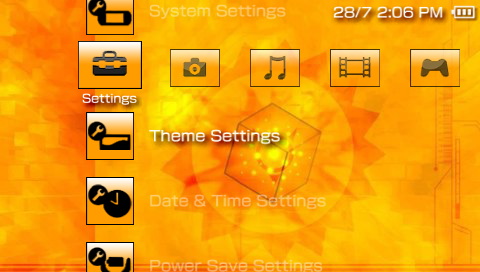 System Settings
28/7 2:06 PM
Settings
Theme Settings
Date & Time Settings
Power Save Settings